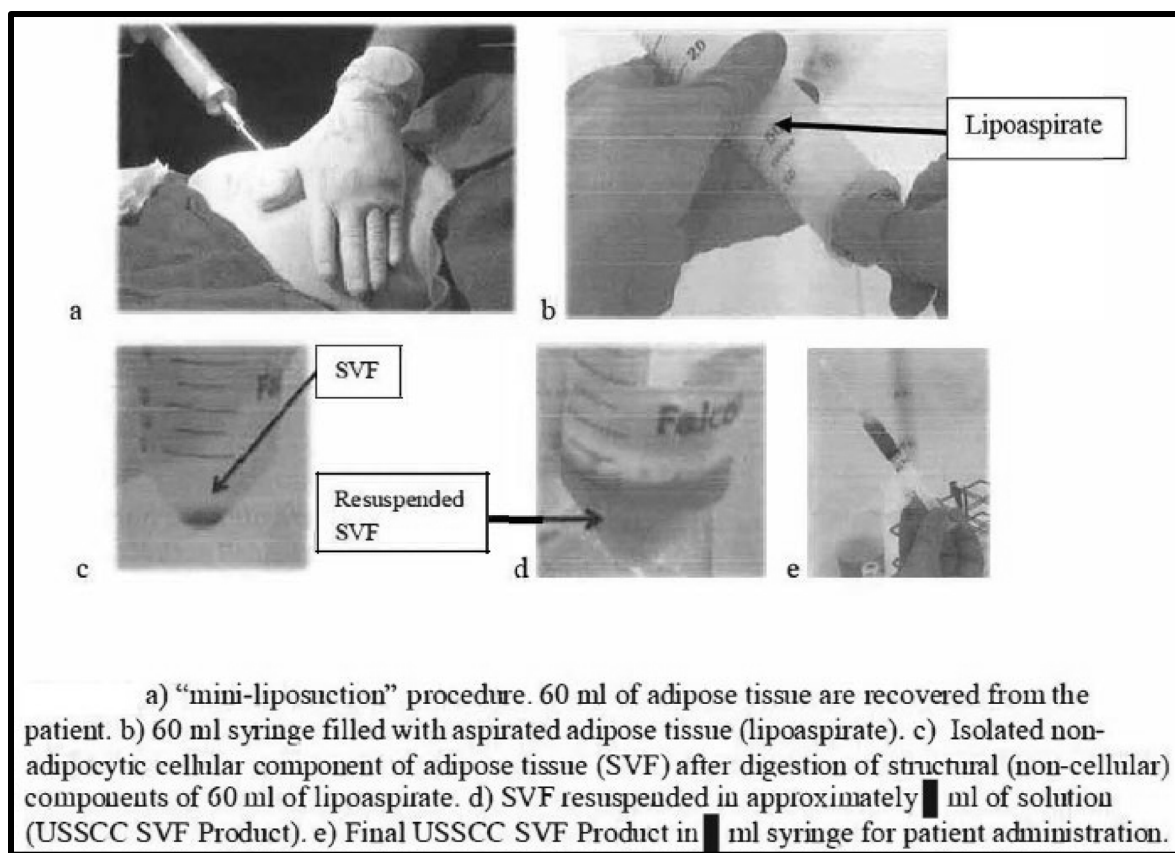 20
Lipoaspirate
a
b
SVF
Fa
Falco
Resuspended
SVF
c
d
e
a) “mini-liposuction” procedure. 60 ml of adipose tissue are recovered from the
patient. b) 60 ml syringe filled with aspirated adipose tissue (lipoaspirate). c) Isolated non-
adipocytic cellular component of adipose tissue (SVF) after digestion of structural (non-cellular)
components of 60 ml of lipoaspirate. d) SVF resuspended in approximately ml of solution
(USSCC SVF Product). e) Final USSCC SVF Product in ml syringe for patient administration.